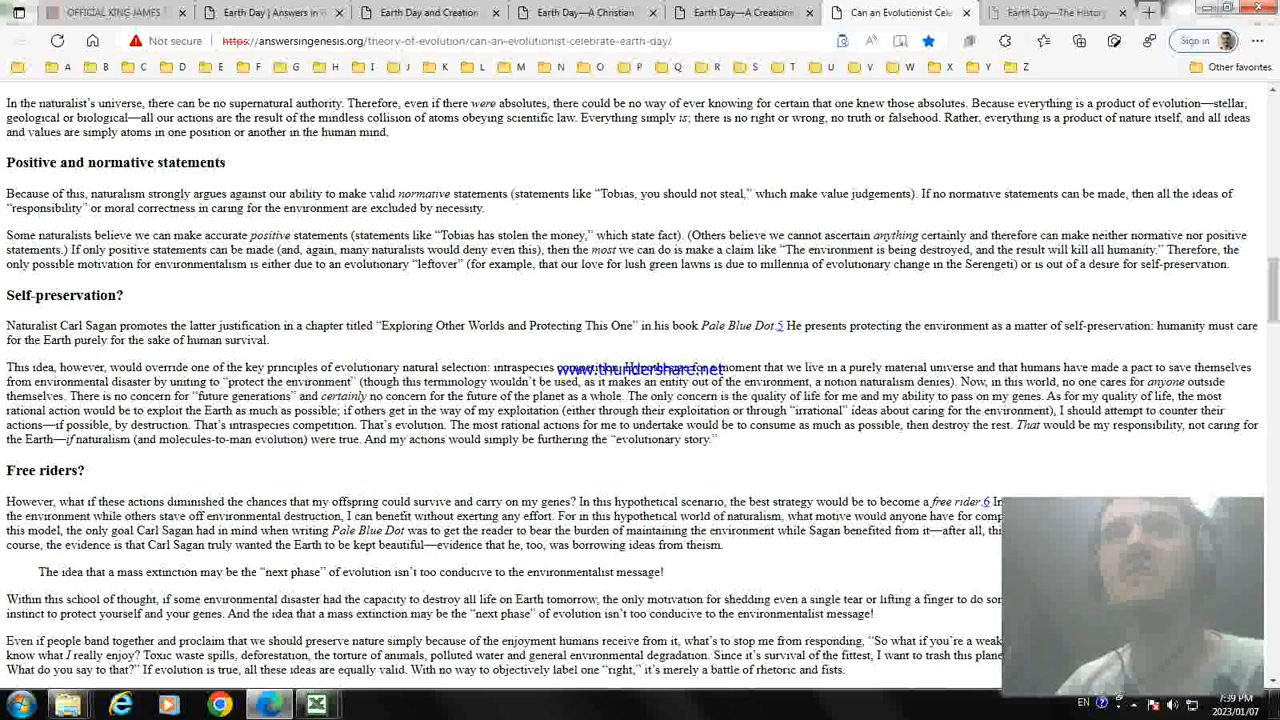 OFFICIAL KING JAMES
Earth Day | Answers in
Earth Day and Creation
Earth Day—A Christian
Earth Day—A Creation
Can an Evolutionist Cele
Earth Day—The History
Not secure
https://answersingenesis.org/theory-of-evolution/can-an-evolutionist-celebrate-earth-day/
Sign in
A B C D E F G H I J K L M N O P Q R S T U V W X Y Z Other favorites
In the naturalist's universe, there can be no supernatural authority. Therefore, even if there were absolutes, there could be no way of ever knowing for certain that one knew those absolutes. Because everything is a product of evolution—stellar,
geological or biological—all our actions are the result of the mindless collision of atoms obeying scientific law. Everything simply is; there is no right or wrong, no truth or falsehood. Rather, everything is a product of nature itself, and all ideas
and values are simply atoms in one position or another in the human mind.
Positive and normative statements
Because of this, naturalism strongly argues against our ability to make valid normative statements (statements like “Tobias, you should not steal,” which make value judgements). If no normative statements can be made, then all the ideas of
“responsibility” or moral correctness in caring for the environment are excluded by necessity.
Some naturalists believe we can make accurate positive statements (statements like “Tobias has stolen the money,” which state fact). (Others believe we cannot ascertain anything certainly and therefore can make neither normative nor positive
statements.) If only positive statements can be made (and, again, many naturalists would deny even this), then the most we can do is make a claim like “The environment is being destroyed, and the result will kill all humanity.” Therefore, the
only possible motivation for environmentalism is either due to an evolutionary “leftover” (for example, that our love for lush green lawns is due to millennia of evolutionary change in the Serengeti) or is out of a desire for self-preservation.
Self-preservation?
Naturalist Carl Sagan promotes the latter justification in a chapter titled “Exploring Other Worlds and Protecting This One” in his book Pale Blue Dot.5 He presents protecting the environment as a matter of self-preservation: humanity must care
for the Earth purely for the sake of human survival.
This idea, however, would override one of the key principles of evolutionary natural selection: intraspecies competition. Hypothesize for a moment that we live in a purely material universe and that humans have made a pact to save themselves
www.thundershare.net
from environmental disaster by uniting to “protect the environment” (though this terminology wouldn't be used, as it makes an entity out of the environment, a notion naturalism denies). Now, in this world, no one cares for anyone outside
themselves. There is no concern for “future generations” and certainly no concern for the future of the planet as a whole. The only concern is the quality of life for me and my ability to pass on my genes. As for my quality of life, the most
rational action would be to exploit the Earth as much as possible; if others get in the way of my exploitation (either through their exploitation or through “irrational” ideas about caring for the environment), I should attempt to counter their
actions—if possible, by destruction. That's intraspecies competition. That's evolution. The most rational actions for me to undertake would be to consume as much as possible, then destroy the rest. That would be my responsibility, not caring for
the Earth—if naturalism (and molecules-to-man evolution) were true. And my actions would simply be furthering the “evolutionary story.”
Free riders?
However, what if these actions diminished the chances that my offspring could survive and carry on my genes? In this hypothetical scenario, the best strategy would be to become a free rider.6
the environment while others stave off environmental destruction, I can benefit without exerting any effort. For in this hypothetical world of naturalism, what motive would anyone have for
this model, the only goal Carl Sagan had in mind when writing Pale Blue Dot was to get the reader to bear the burden of maintaining the environment while Sagan benefited from it—after all,
course, the evidence is that Carl Sagan truly wanted the Earth to be kept beautiful—evidence that he, too, was borrowing ideas from theism.
The idea that a mass extinction may be the “next phase” of evolution isn't too conducive to the environmentalist message!
Within this school of thought, if some environmental disaster had the capacity to destroy all life on Earth tomorrow, the only motivation for shedding even a single tear or lifting a finger to do
instinct to protect yourself and your genes. And the idea that a mass extinction may be the “next phase” of evolution isn't too conducive to the environmentalist message!
Even if people band together and proclaim that we should preserve nature simply because of the enjoyment humans receive from it, what's to stop me from responding, “So what if you're a
know what I really enjoy? Toxic waste spills, deforestation, the torture of animals, polluted water and general environmental degradation. Since it's survival of the fittest, I want to trash this
What do you say to that?” If evolution is true, all these ideas are equally valid. With no way to objectively label one “right,” it's merely a battle of rhetoric and fists.
EN
7:39 PM
2023/01/07